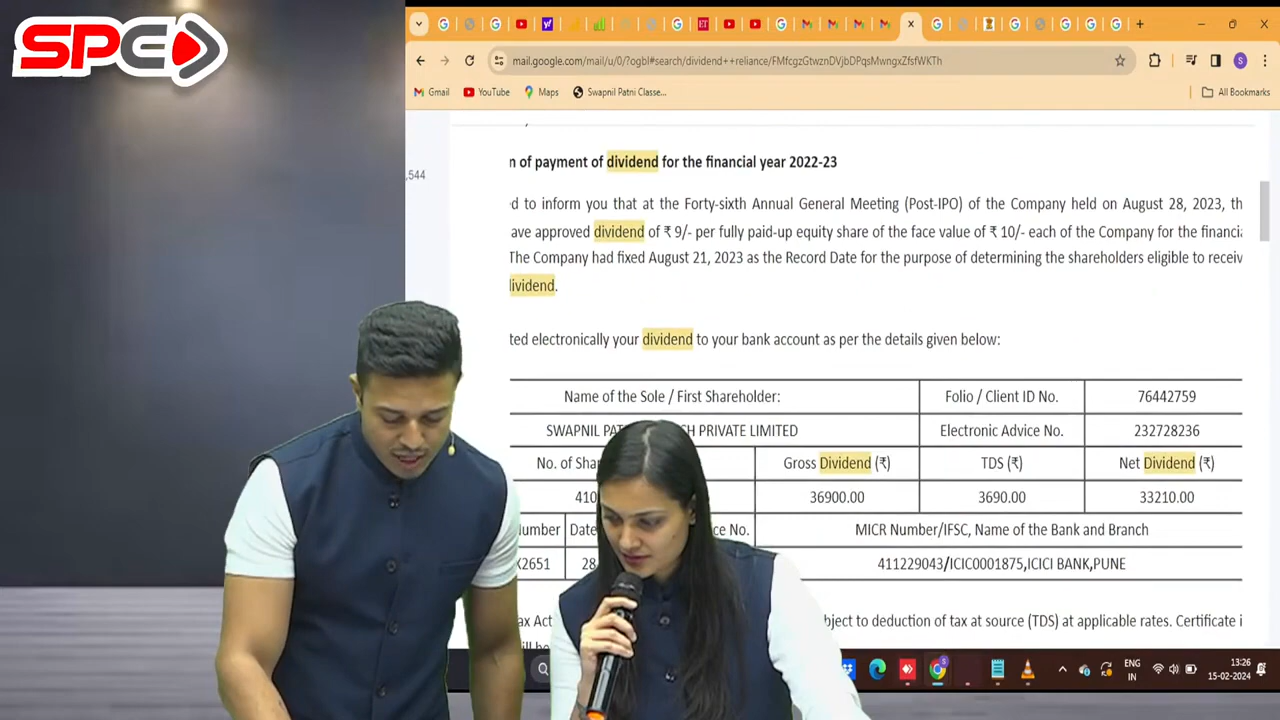 SPC
mail.google.com/mail/u/0/?ogbl#search/dividend++reliance/FMfcgzGtwznDVjbDPqsMwngxZfsfWKTh
Gmail YouTube Maps Swapnil Patni Classe... All Bookmarks
,544
n of payment of dividend for the financial year 2022-23
d to inform you that at the Forty-sixth Annual General Meeting (Post-IPO) of the Company held on August 28, 2023, th
ave approved dividend of ₹ 9/- per fully paid-up equity share of the face value of ₹ 10/- each of the Company for the financia
The Company had fixed August 21, 2023 as the Record Date for the purpose of determining the shareholders eligible to receiv
lividend.
ted electronically your dividend to your bank account as per the details given below:
Name of the Sole / First Shareholder: Folio / Client ID No. 76442759
SWAPNIL PAT CH PRIVATE LIMITED Electronic Advice No. 232728236
No. of Shar Gross Dividend (₹) TDS (₹) Net Dividend (₹)
410 36900.00 3690.00 33210.00
umber Date ce No. MICR Number/IFSC, Name of the Bank and Branch
X2651 28 411229043/ICIC0001875,ICICI BANK,PUNE
ax Act bject to deduction of tax at source (TDS) at applicable rates. Certificate i
ill be
ENG
IN
13:26
15-02-2024